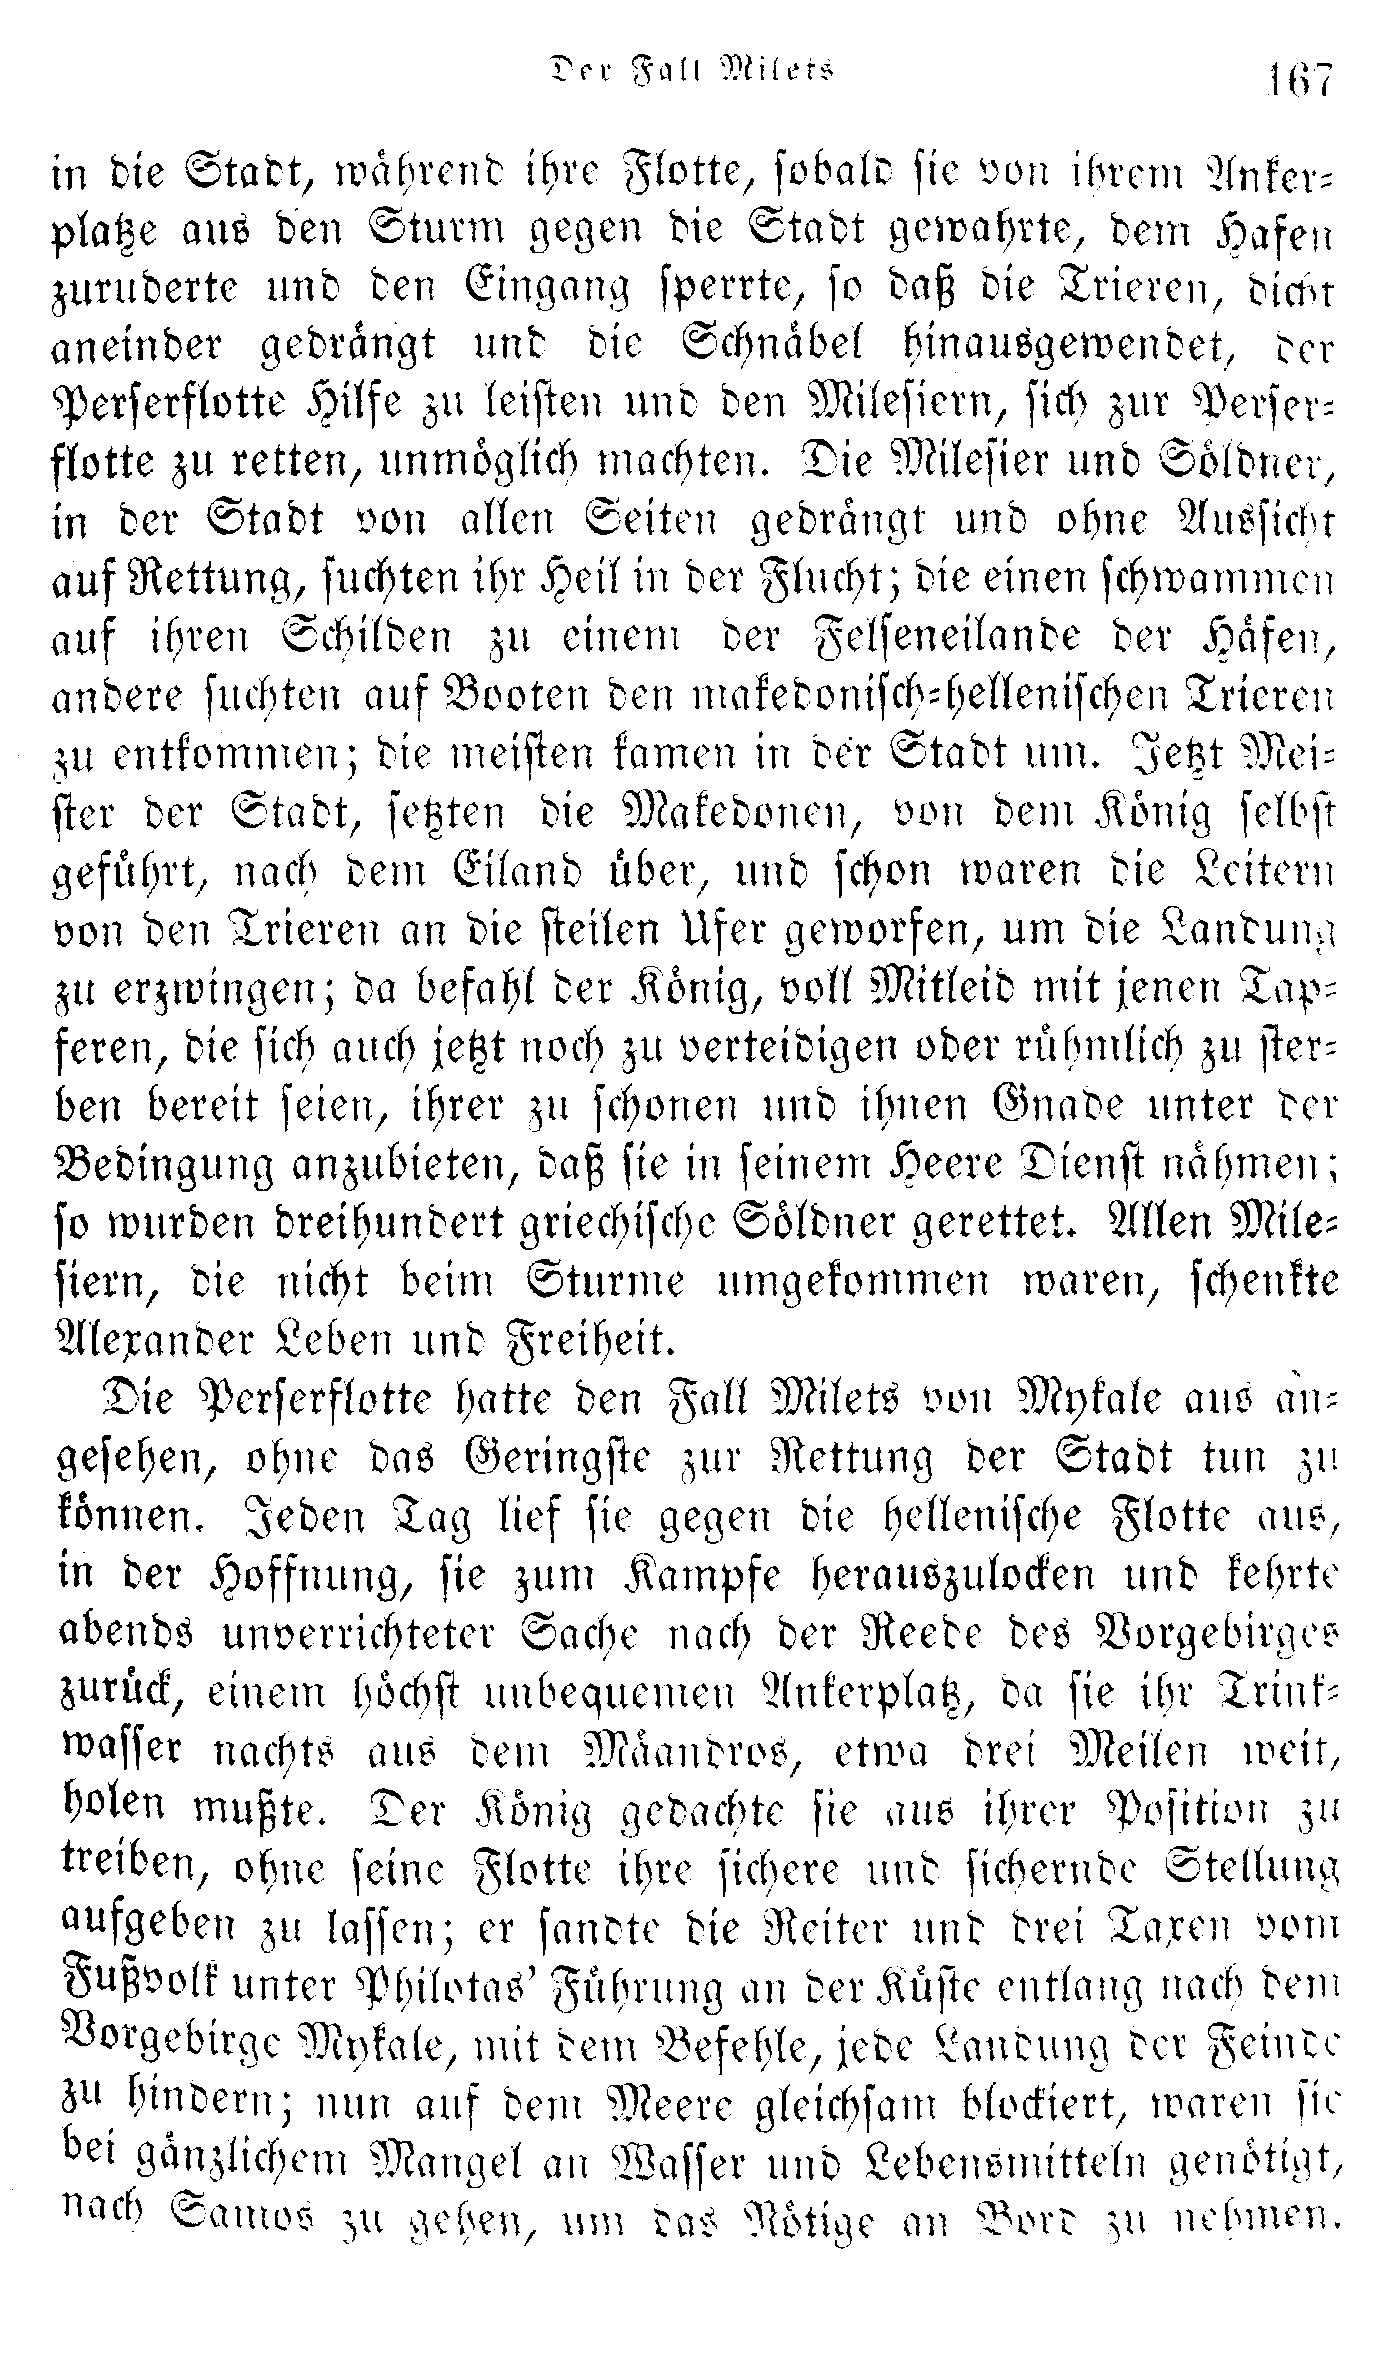 Der Fall Milets 167
in die Stadt, während ihre Flotte, sobald sie von ihrem Anker-
platze aus den Sturm gegen die Stadt gewahrte, dem Hafen
zuruderte und den Eingang sperrte, so daß die Trieren, dicht
aneinder gedrängt und die Schnäbel hinausgewendet, der
Perserflotte Hilfe zu leisten und den Milesiern, sich zur Perser-
flotte zu retten, unmöglich machten. Die Milesier und Söldner,
in der Stadt von allen Seiten gedrängt und ohne Aussicht
auf Rettung, suchten ihr Heil in der Flucht; die einen schwammen
auf ihren Schilden zu einem der Felseneilande der Häfen,
andere suchten auf Booten den makedonisch-hellenischen Trieren
zu entkommen; die meisten kamen in der Stadt um. Jetzt Mei-
ster der Stadt, setzten die Makedonen, von dem König selbst
geführt, nach dem Eiland über, und schon waren die Leitern
von den Trieren an die steilen Ufer geworfen, um die Landung
zu erzwingen; da befahl der König, voll Mitleid mit jenen Tap-
feren, die sich auch jetzt noch zu verteidigen oder rühmlich zu ster-
ben bereit seien, ihrer zu schonen und ihnen Gnade unter der
Bedingung anzubieten, daß sie in seinem Heere Dienst nähmen;
so wurden dreihundert griechische Söldner gerettet. Allen Mile-
siern, die nicht beim Sturme umgekommen waren, schenkte
Alexander Leben und Freiheit.
Die Perserflotte hatte den Fall Milets von Mykale aus an-
gesehen, ohne das Geringste zur Rettung der Stadt tun zu
können. Jeden Tag lief sie gegen die hellenische Flotte aus,
in der Hoffnung, sie zum Kampfe herauszulocken und kehrte
abends unverrichteter Sache nach der Reede des Vorgebirges
zurück, einem höchst unbequemen Ankerplatz, da sie ihr Trink-
wasser nachts aus dem Mäandros, etwa drei Meilen weit,
holen mußte. Der König gedachte sie aus ihrer Position zu
treiben, ohne seine Flotte ihre sichere und sichernde Stellung
aufgeben zu lassen; er sandte die Reiter und drei Taxen vom
Fußvolk unter Philotas' Führung an der Küste entlang nach dem
Vorgebirge Mykale, mit dem Befehle, jede Landung der Feinde
zu hindern; nun auf dem Meere gleichsam blockiert, waren sie
bei gänzlichem Mangel an Wasser und Lebensmitteln genötigt,
nach Samos zu gehen, um das Nötige an Bord zu nehmen.